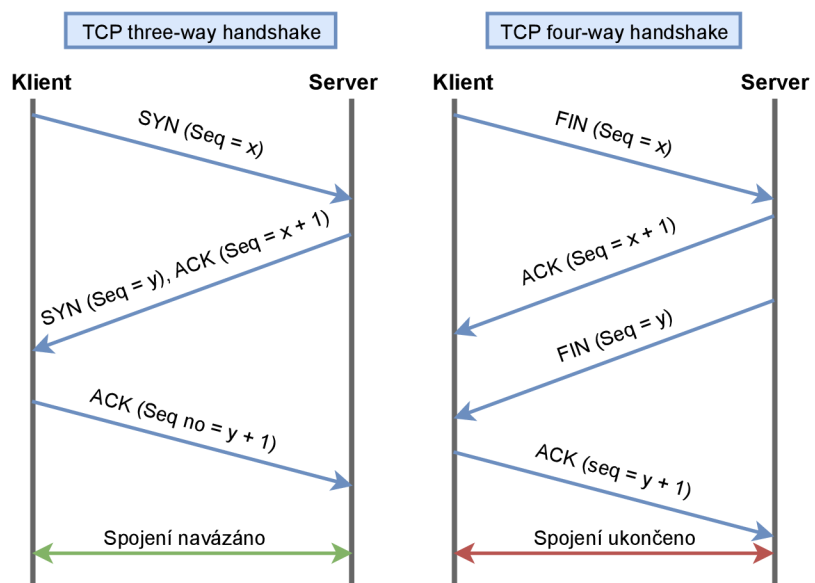 TCP three-way handshake
Klient
Server
SYN (Seq = x)
SYN (Seq = y), ACK (Seq = x + 1)
ACK (Seq no = y + 1)
Spojení navázáno
TCP four-way handshake
Klient
Server
FIN (Seq = x)
ACK (Seq = x + 1)
FIN (Seq = y)
ACK (seq = y + 1)
Spojení ukončeno